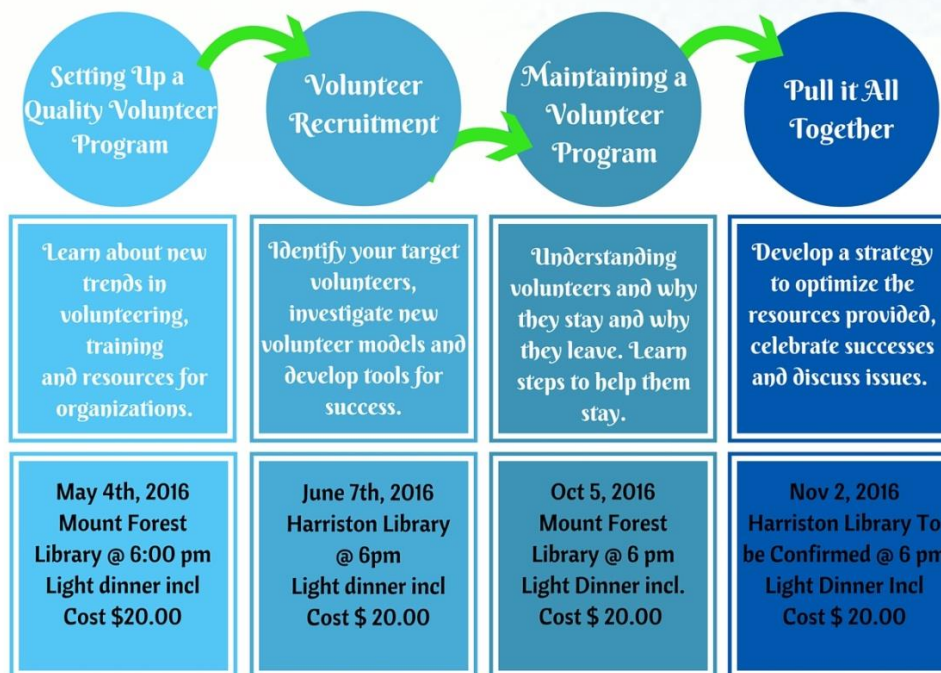 Setting Up a
Quality Volunteer
Program
Volunteer
Recruitment
Maintaining a
Volunteer
Program
Pull it All
Together
Learn about new
trends in
volunteering,
training
and resources for
organizations.
Identify your target
volunteers,
investigate new
volunteer models and
develop tools for
success.
Understanding
volunteers and why
they stay and why
they leave. Learn
steps to help them
stay.
Develop a strategy
to optimize the
resources provided,
celebrate successes
and discuss issues.
May 4th, 2016
Mount Forest
Library @ 6:00 pm
Light dinner incl
Cost $20.00
June 7th, 2016
Harriston Library
@ 6pm
Light dinner incl
Cost $ 20.00
Oct 5, 2016
Mount Forest
Library @ 6 pm
Light Dinner incl.
Cost $ 20.00
Nov 2, 2016
Harriston Library To
be Confirmed @ 6 pm
Light Dinner Incl
Cost $ 20.00